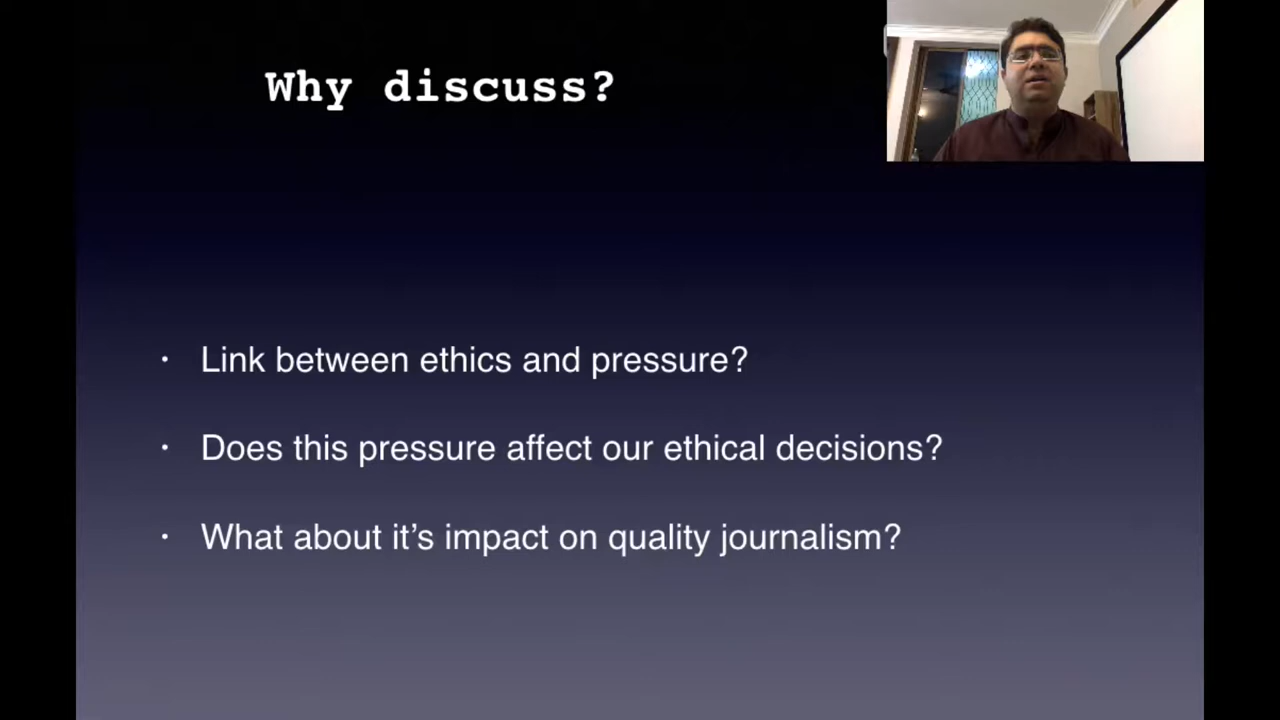 Why discuss?
· Link between ethics and pressure?
· Does this pressure affect our ethical decisions?
· What about it’s impact on quality journalism?